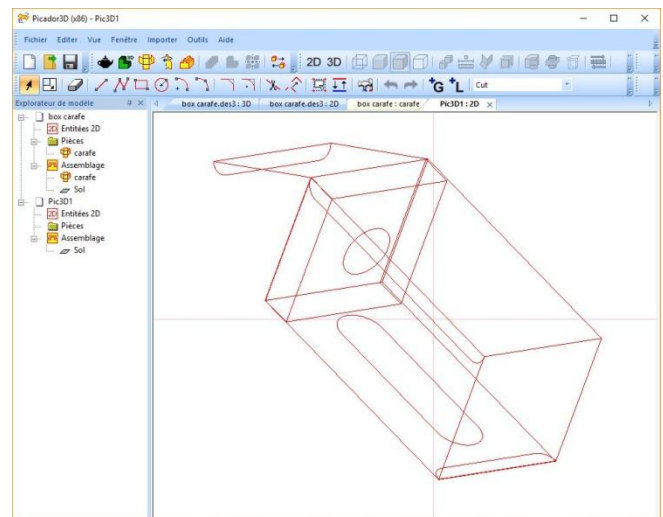 Picador3D (x86) - Pic3D1
Fichier Editer Vue Fenêtre Importer Outils Aide
2D 3D
+G +L Cut
Explorateur de modèle
box carafe.des3 : 3D box carafe.des3 : 2D box carafe : carafe Pic3D1 : 2D
box carafe
2D Entitées 2D
Pièces
carafe
Assemblage
carafe
Sol
Pic3D1
2D Entitées 2D
Pièces
Assemblage
Sol